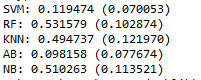 SVM: 0.119474 (0.070053)
RF: 0.531579 (0.102874)
KNN: 0.494737 (0.121970)
AB: 0.098158 (0.077674)
NB: 0.510263 (0.113521)